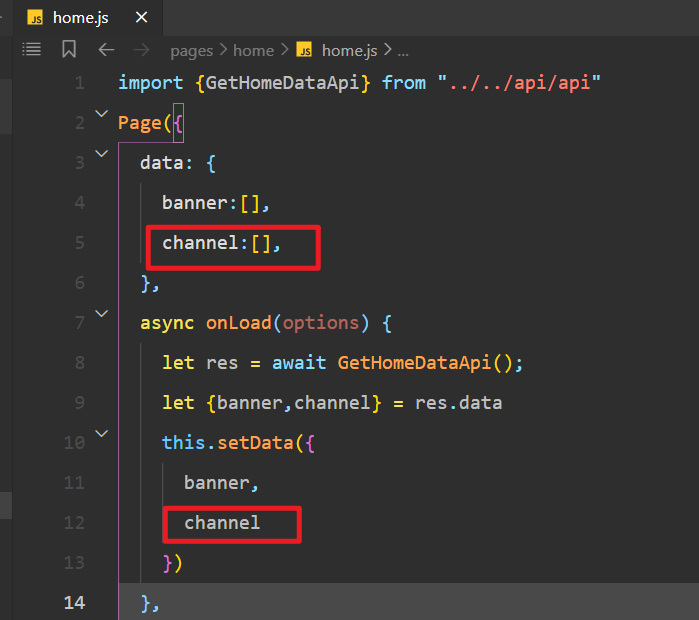 JS home.js ×
pages > home > JS home.js > ...
1 import {GetHomeDataApi} from "../../api/api"
2 Page({
3 data: {
4 banner:[],
5 channel:[],
6 },
7 async onLoad(options) {
8 let res = await GetHomeDataApi();
9 let {banner,channel} = res.data
10 this.setData({
11 banner,
12 channel
13 })
14 },